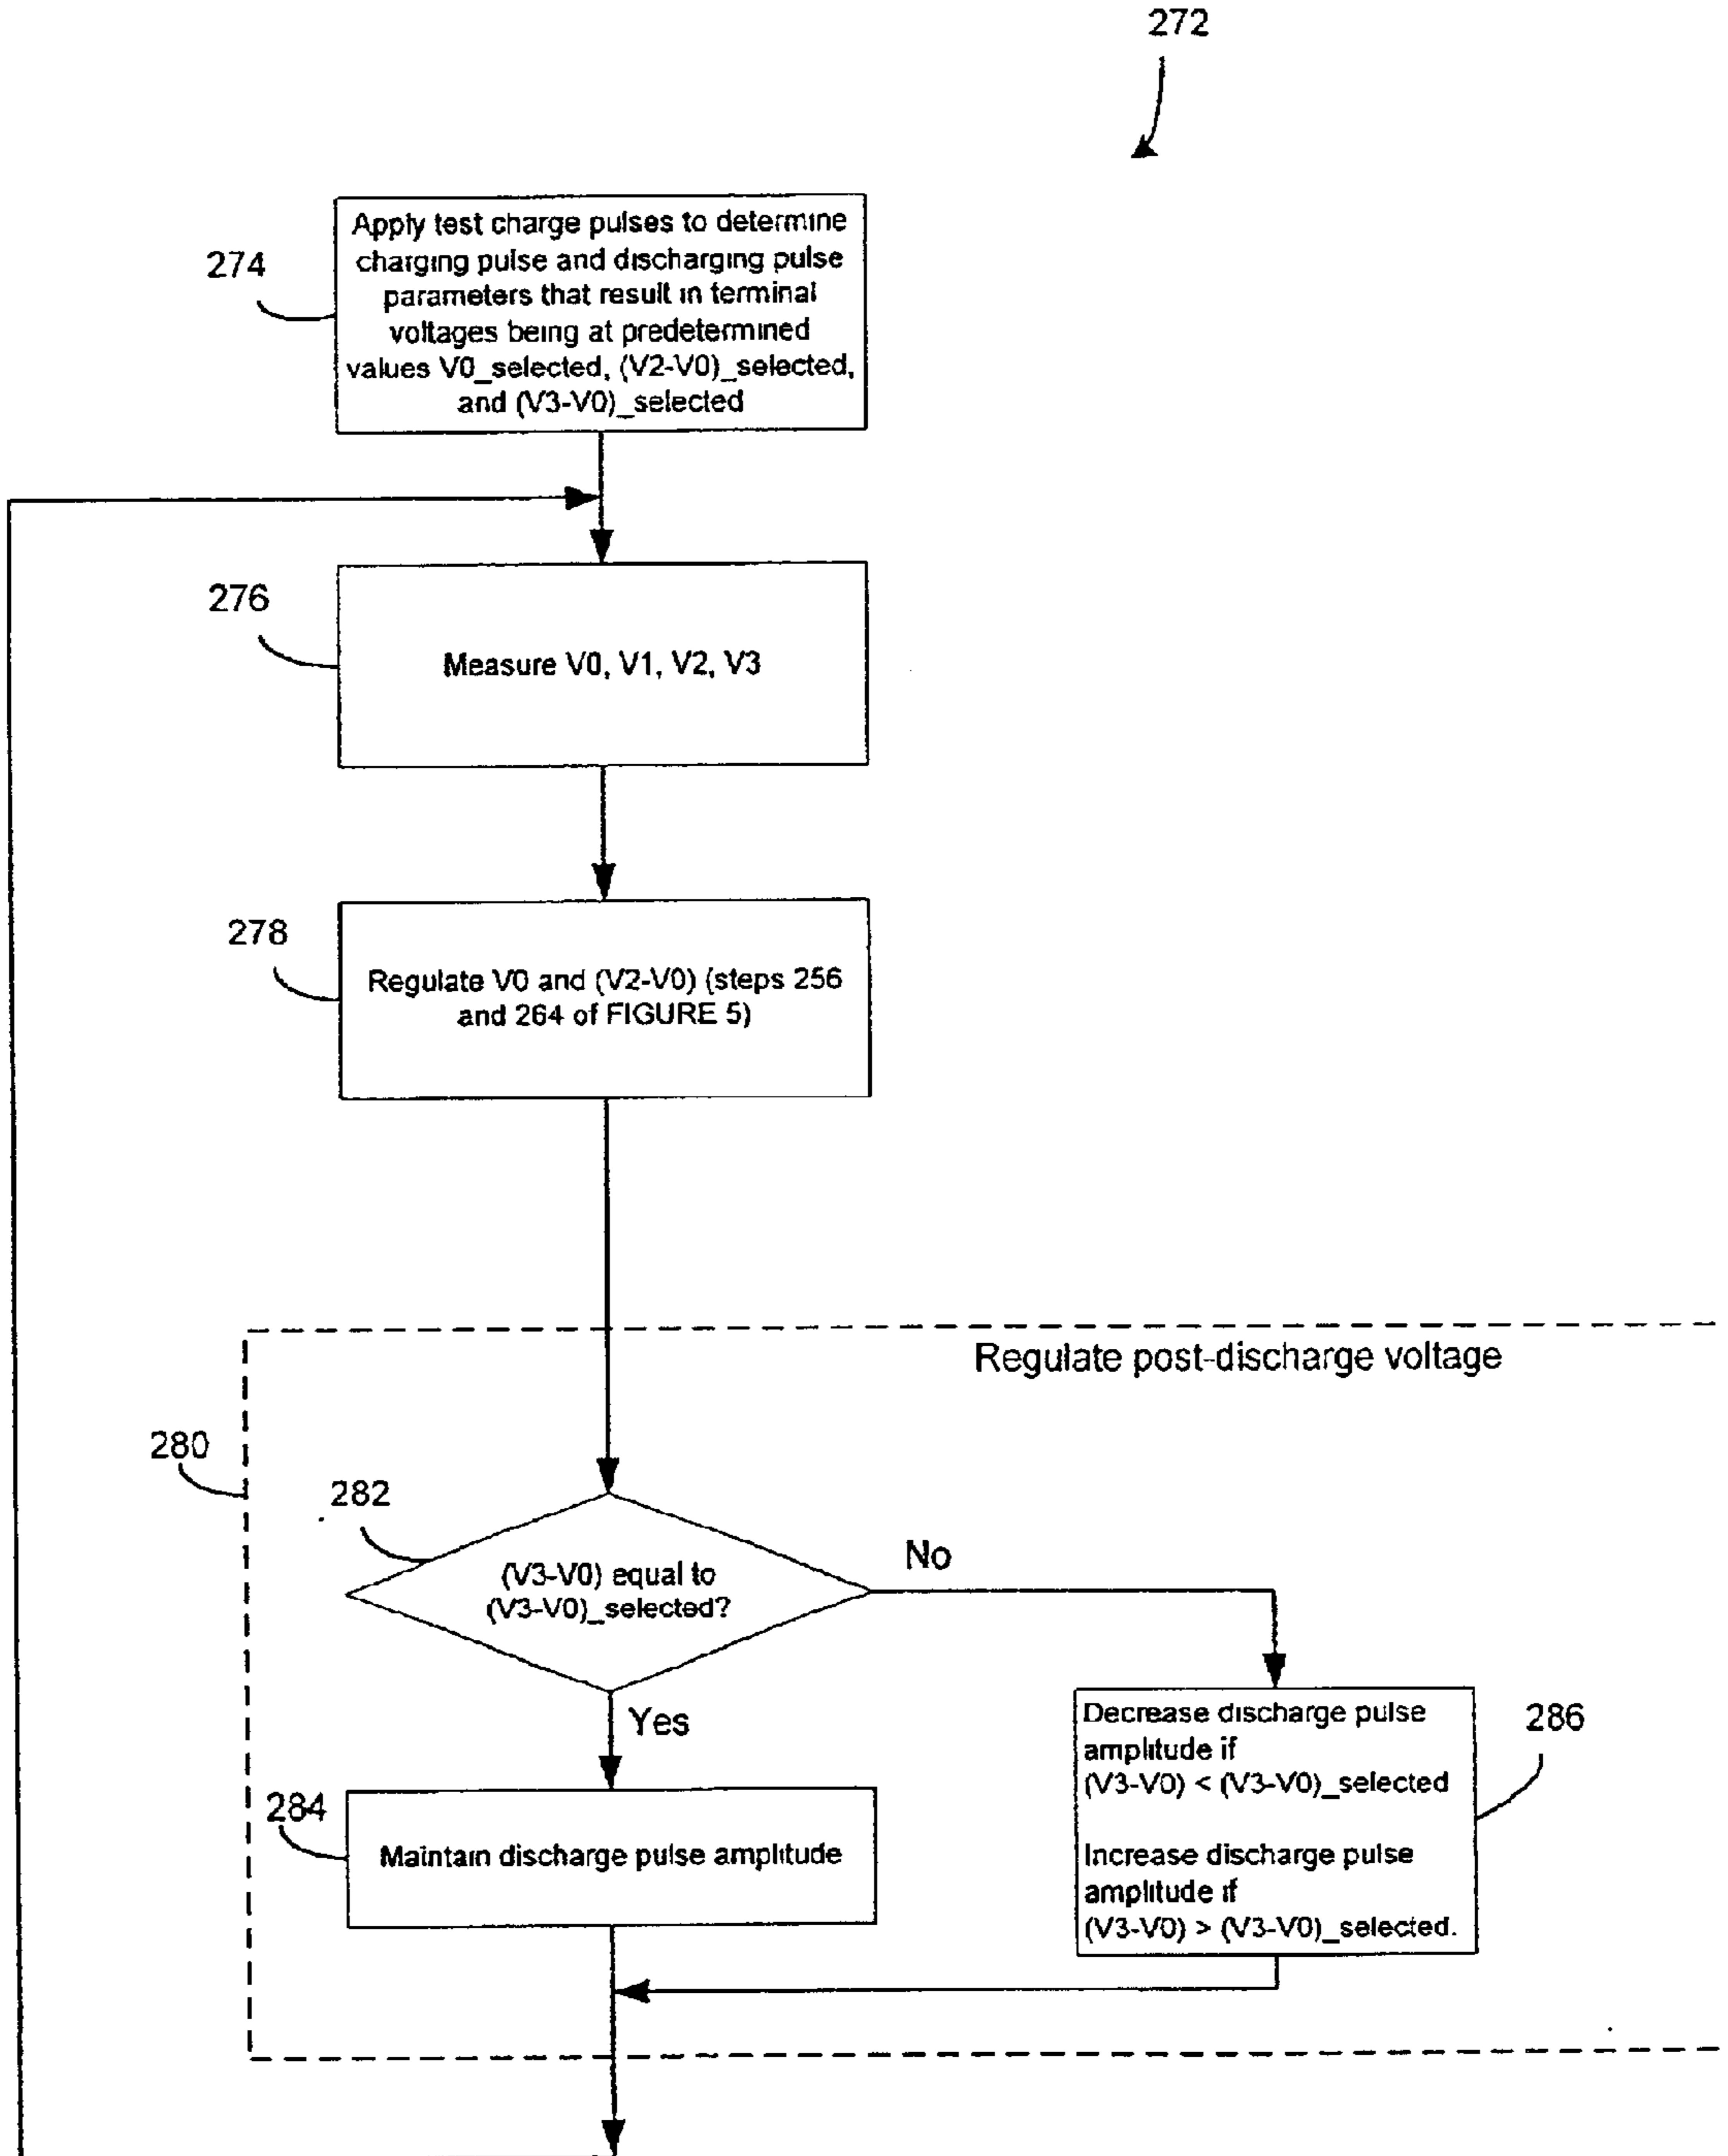 272
274
Apply test charge pulses to determine
charging pulse and discharging pulse
parameters that result in terminal
voltages being at predetermined
values V0_selected, (V2-V0)_selected,
and (V3-V0)_selected
276
Measure V0, V1, V2, V3
278
Regulate V0 and (V2-V0) (steps 256
and 264 of FIGURE 5)
Regulate post-discharge voltage
280
282
(V3-V0) equal to
(V3-V0)_selected?
No
Yes
284
Maintain discharge pulse amplitude
Decrease discharge pulse
amplitude if
(V3-V0) < (V3-V0)_selected
Increase discharge pulse
amplitude if
(V3-V0) > (V3-V0)_selected.
286